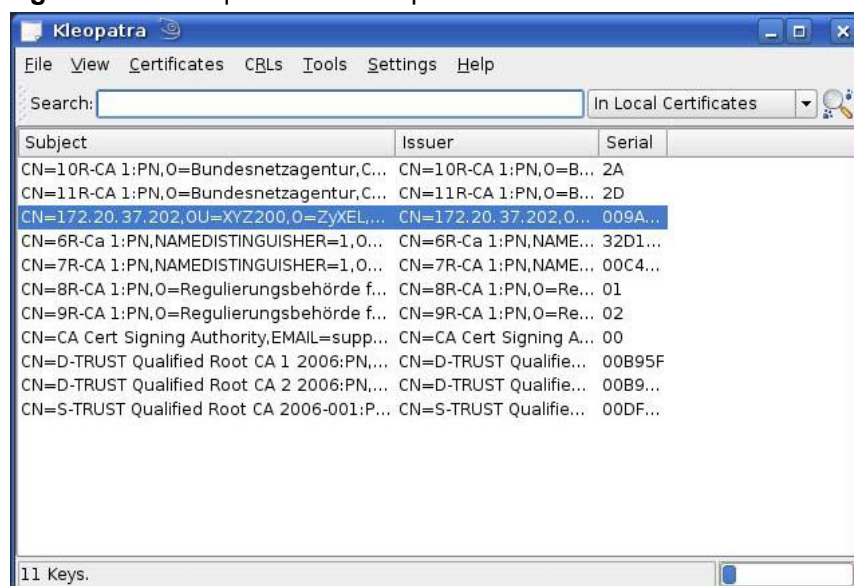 Kleopatra
File View Certificates CRLs Tools Settings Help
Search: In Local Certificates
Subject Issuer Serial
CN=10R-CA 1:PN,O=Bundesnetzagentur,C... CN=10R-CA 1:PN,O=B... 2A
CN=11R-CA 1:PN,O=Bundesnetzagentur,C... CN=11R-CA 1:PN,O=B... 2D
CN=172.20.37.202,OU=XYZ200,O=ZyXEL,... CN=172.20.37.202,O... 009A...
CN=6R-Ca 1:PN,NAMEDISTINGUISHER=1,O... CN=6R-Ca 1:PN,NAME... 32D1...
CN=7R-CA 1:PN,NAMEDISTINGUISHER=1,O... CN=7R-CA 1:PN,NAME... 00C4...
CN=8R-CA 1:PN,O=Regulierungsbehörde f... CN=8R-CA 1:PN,O=Re... 01
CN=9R-CA 1:PN,O=Regulierungsbehörde f... CN=9R-CA 1:PN,O=Re... 02
CN=CA Cert Signing Authority,EMAIL=supp... CN=CA Cert Signing A... 00
CN=D-TRUST Qualified Root CA 1 2006:PN,... CN=D-TRUST Qualifie... 00B95F
CN=D-TRUST Qualified Root CA 2 2006:PN,... CN=D-TRUST Qualifie... 00B9...
CN=S-TRUST Qualified Root CA 2006-001:P... CN=S-TRUST Qualifie... 00DF...
11 Keys.